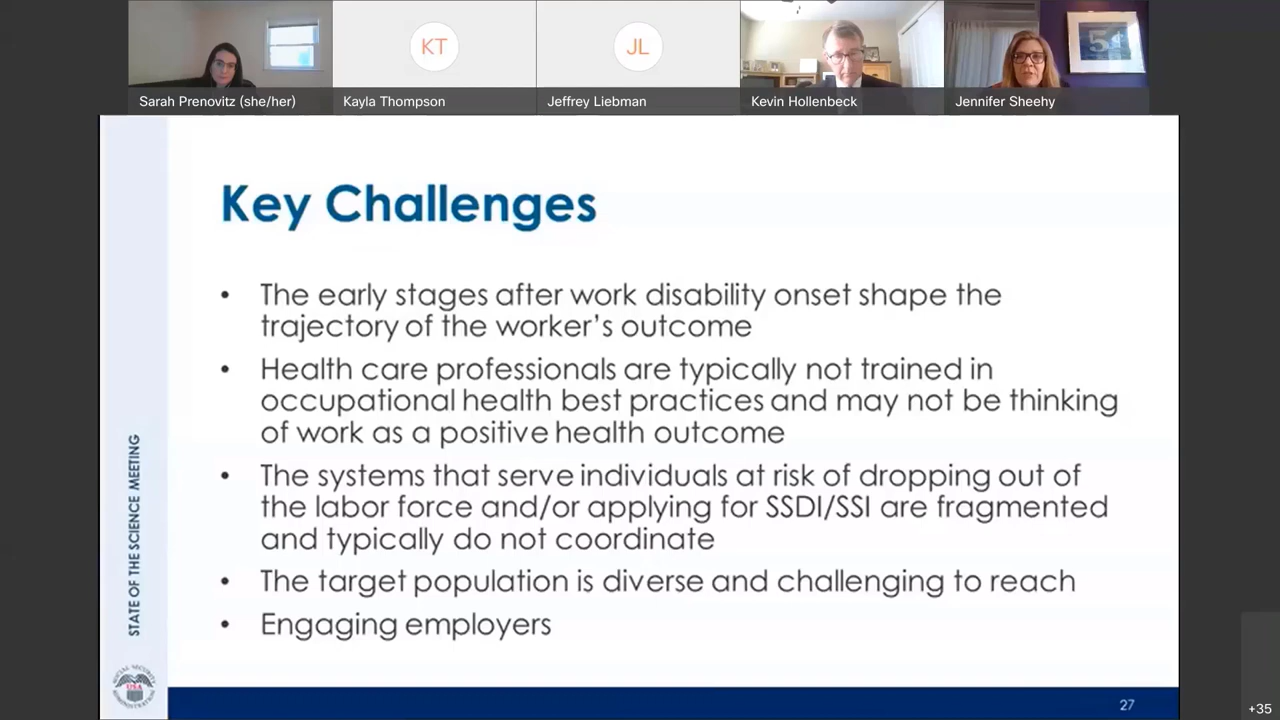 KT
JL
51
Sarah Prenovitz (she/her)
Kayla Thompson
Jeffrey Liebman
Kevin Hollenbeck
Jennifer Sheehy
Key Challenges
• The early stages after work disability onset shape the
trajectory of the worker's outcome
• Health care professionals are typically not trained in
occupational health best practices and may not be thinking
of work as a positive health outcome
• The systems that serve individuals at risk of dropping out of
the labor force and/or applying for SSDI/SSI are fragmented
and typically do not coordinate
• The target population is diverse and challenging to reach
• Engaging employers
STATE OF THE SCIENCE MEETING
SOCIAL SECURITY
USA
ADMINISTRATION
27
+35